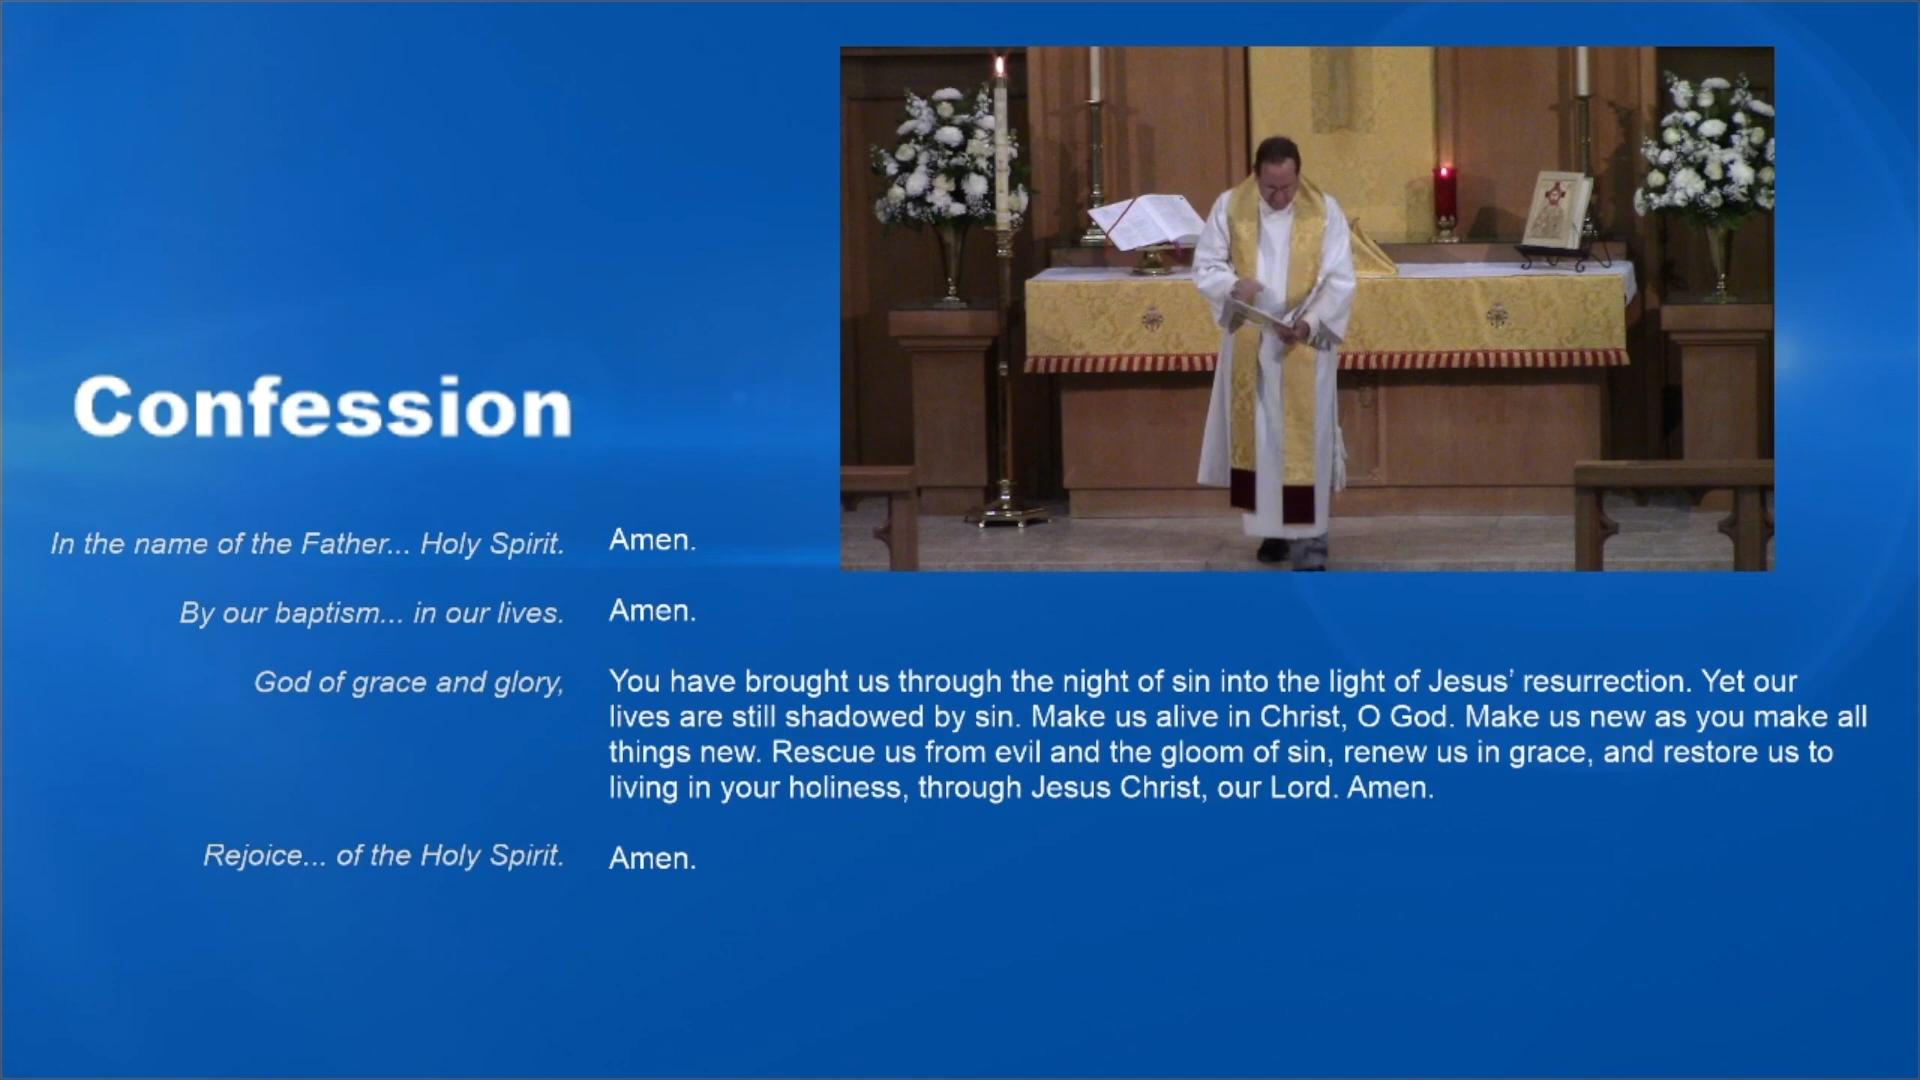 Confession
In the name of the Father... Holy Spirit. Amen.
By our baptism... in our lives. Amen.
God of grace and glory, You have brought us through the night of sin into the light of Jesus’ resurrection. Yet our
lives are still shadowed by sin. Make us alive in Christ, O God. Make us new as you make all
things new. Rescue us from evil and the gloom of sin, renew us in grace, and restore us to
living in your holiness, through Jesus Christ, our Lord. Amen.
Rejoice... of the Holy Spirit. Amen.